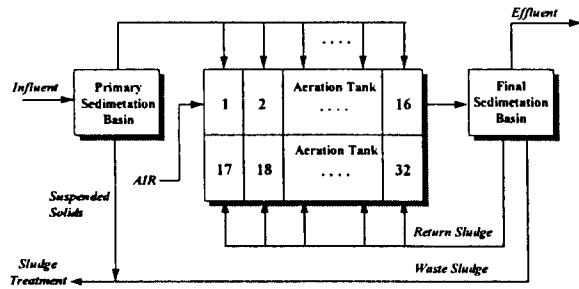 Effluent
. . . .
Influent
Primary
Sedimetation
Basin
1
2
Aeration Tank
. . . .
16
Final
Sedimetation
Basin
AIR
17
18
Aeration Tank
. . . .
32
Suspended
Solids
Return Sludge
Sludge
Treatment
Waste Sludge